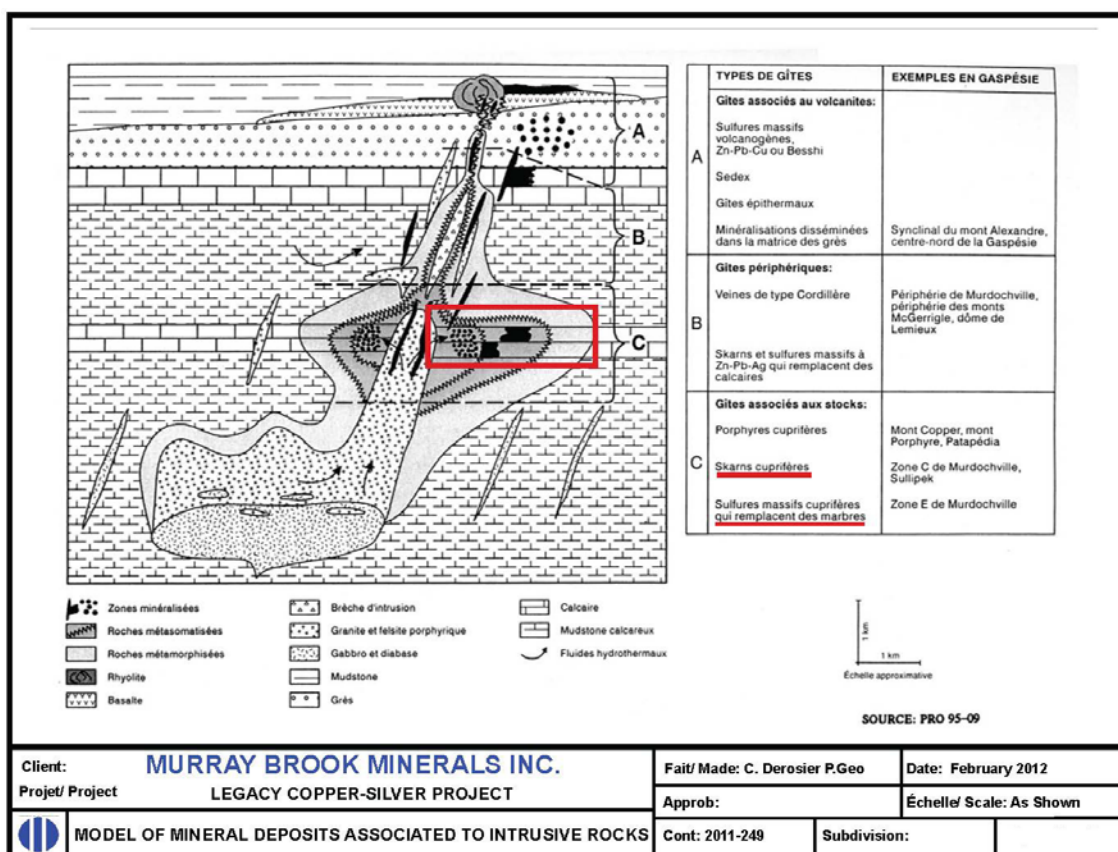 A
B
C
TYPES DE GÎTES
EXEMPLES EN GASPÉSIE
A
Gîtes associés au volcanites:
Sulfures massifs
volcanogènes,
Zn-Pb-Cu ou Besshi
Sedex
Gîtes épithermaux
Minéralisations disséminées
dans la matrice des grès
Synclinal du mont Alexandre,
centre-nord de la Gaspésie
B
Gîtes périphériques:
Veines de type Cordillère
Périphérie de Murdochville,
périphérie des monts
McGerrigle, dôme de
Lemieux
Skarns et sulfures massifs à
Zn-Pb-Ag qui remplacent des
calcaires
C
Gîtes associés aux stocks:
Porphyres cuprifères
Mont Copper, mont
Porphyre, Patapédia
Skarns cuprifères
Zone C de Murdochville,
Sullipek
Sulfures massifs cuprifères
qui remplacent des marbres
Zone E de Murdochville
Zones minéralisées
Roches métasomatisées
Roches métamorphisées
Rhyolite
Basalte
Brèche d'intrusion
Granite et felsite porphyrique
Gabbro et diabase
Mudstone
Grès
Calcaire
Mudstone calcareux
Fluides hydrothermaux
1 km
1 km
Échelle approximative
SOURCE: PRO 95-09
Client:
MURRAY BROOK MINERALS INC.
Projet/ Project
LEGACY COPPER-SILVER PROJECT
MODEL OF MINERAL DEPOSITS ASSOCIATED TO INTRUSIVE ROCKS
Fait/ Made: C. Derosier P.Geo
Date: February 2012
Approb:
Échelle/ Scale: As Shown
Cont: 2011-249
Subdivision: